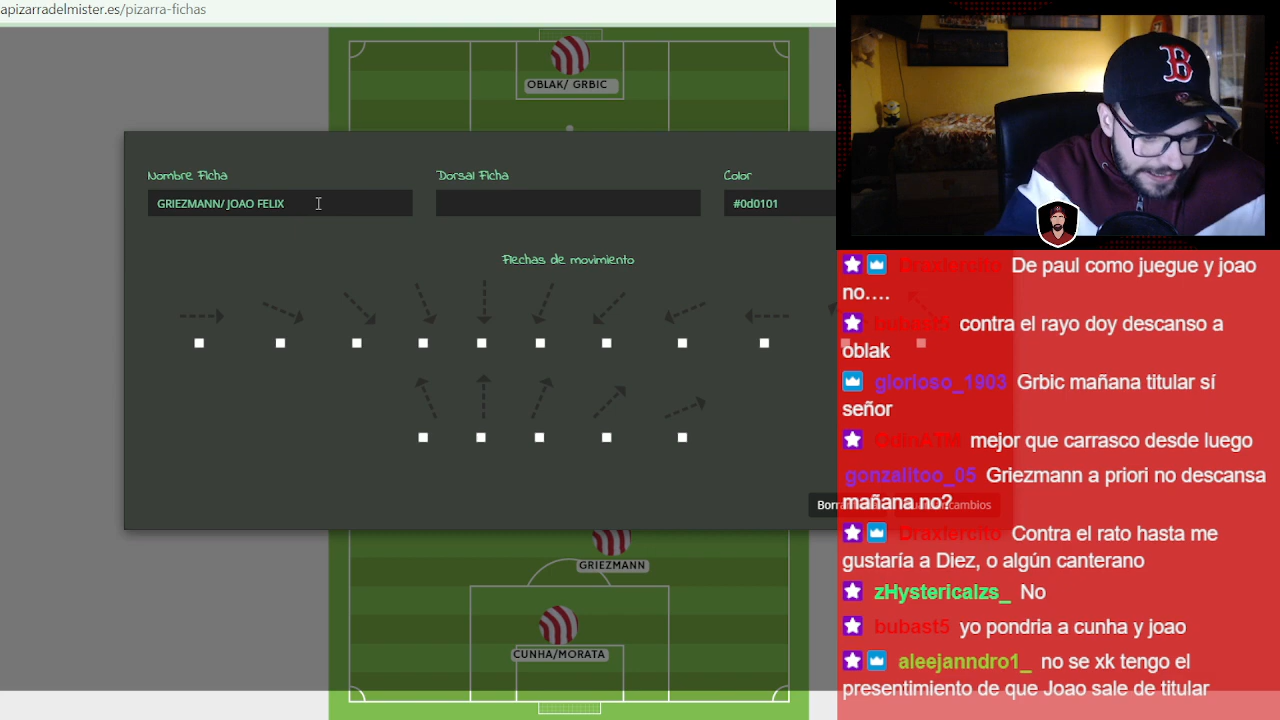 apizarradelmister.es/pizarra-fichas
OBLAK/ GRBIC
Nombre Ficha
Dorsal Ficha
Color
GRIEZMANN/ JOAO FELIX
#0d0101
Flechas de movimiento
GRIEZMANN
CUNHA/MORATA
B
Draxlercito De paul como juegue y joao
no....
bubast5 contra el rayo doy descanso a
oblak
glorioso_1903 Grbic mañana titular sí
señor
mejor que carrasco desde luego
gonzalitoo_05 Griezmann a priori no descansa
mañana no?
Draxlercito Contra el rato hasta me
gustaría a Diez, o algún canterano
zHystericalzs_ No
bubast5 yo pondria a cunha y joao
aleejanndro1_ no se xk tengo el
presentimiento de que Joao sale de titular